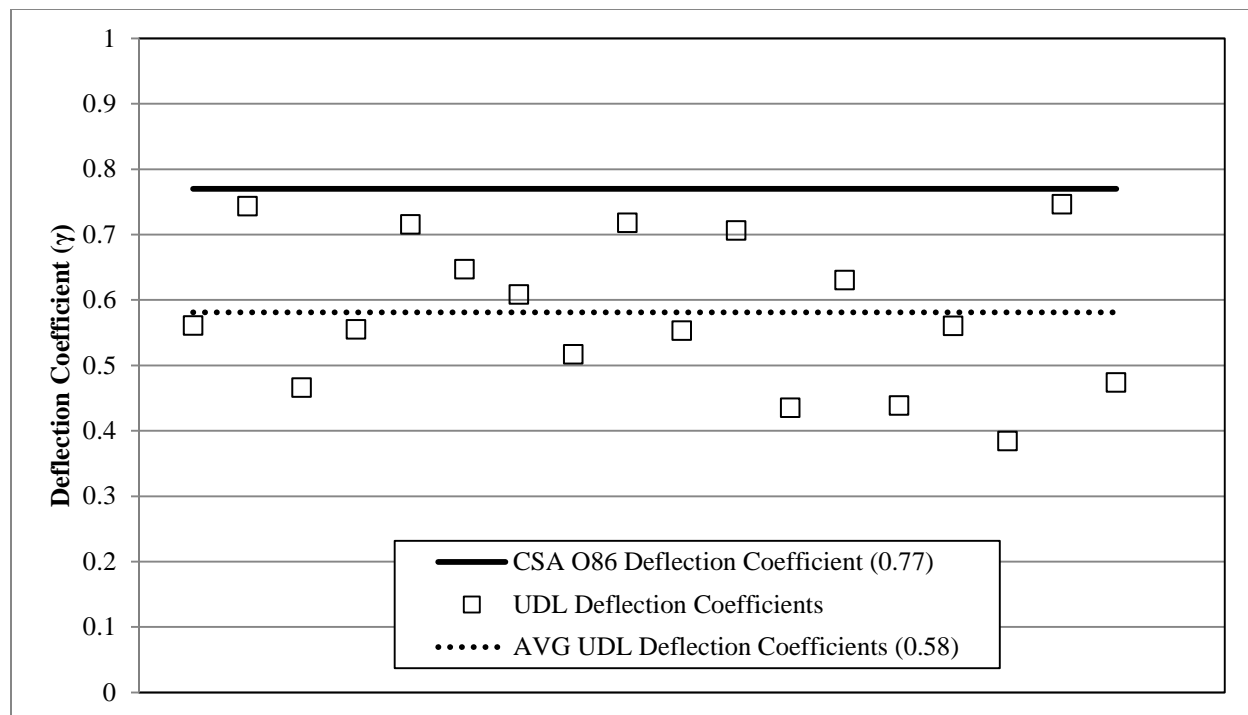 Deflection Coefficient (γ)
1
0.9
0.8
0.7
0.6
0.5
0.4
0.3
0.2
0.1
0
CSA O86 Deflection Coefficient (0.77)
UDL Deflection Coefficients
AVG UDL Deflection Coefficients (0.58)